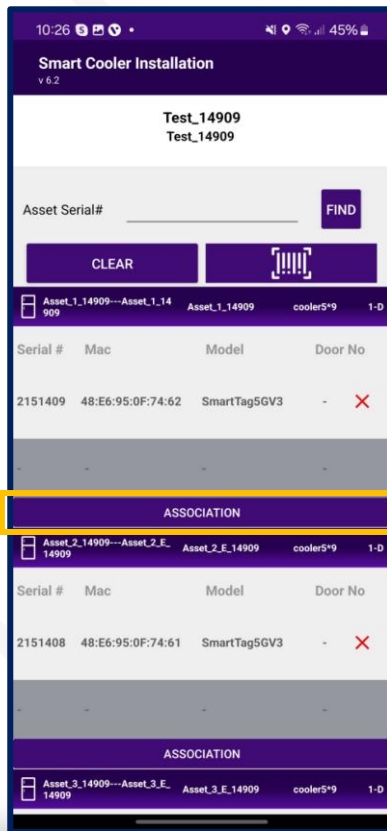 10:26 45%
Smart Cooler Installation
v 6.2
Test_14909
Test_14909
Asset Serial# FIND
CLEAR
Asset_1_14909---Asset_1_14 Asset_1_14909 cooler5*9 1-D
909
Serial # Mac Model Door No
2151409 48:E6:95:0F:74:62 SmartTag5GV3 -
- - - -
ASSOCIATION
Asset_2_14909---Asset_2_E_ Asset_2_E_14909 cooler5*9 1-D
14909
Serial # Mac Model Door No
2151408 48:E6:95:0F:74:61 SmartTag5GV3 -
- - - -
ASSOCIATION
Asset_3_14909---Asset_3_E_ Asset_3_E_14909 cooler5*9 1-D
14909